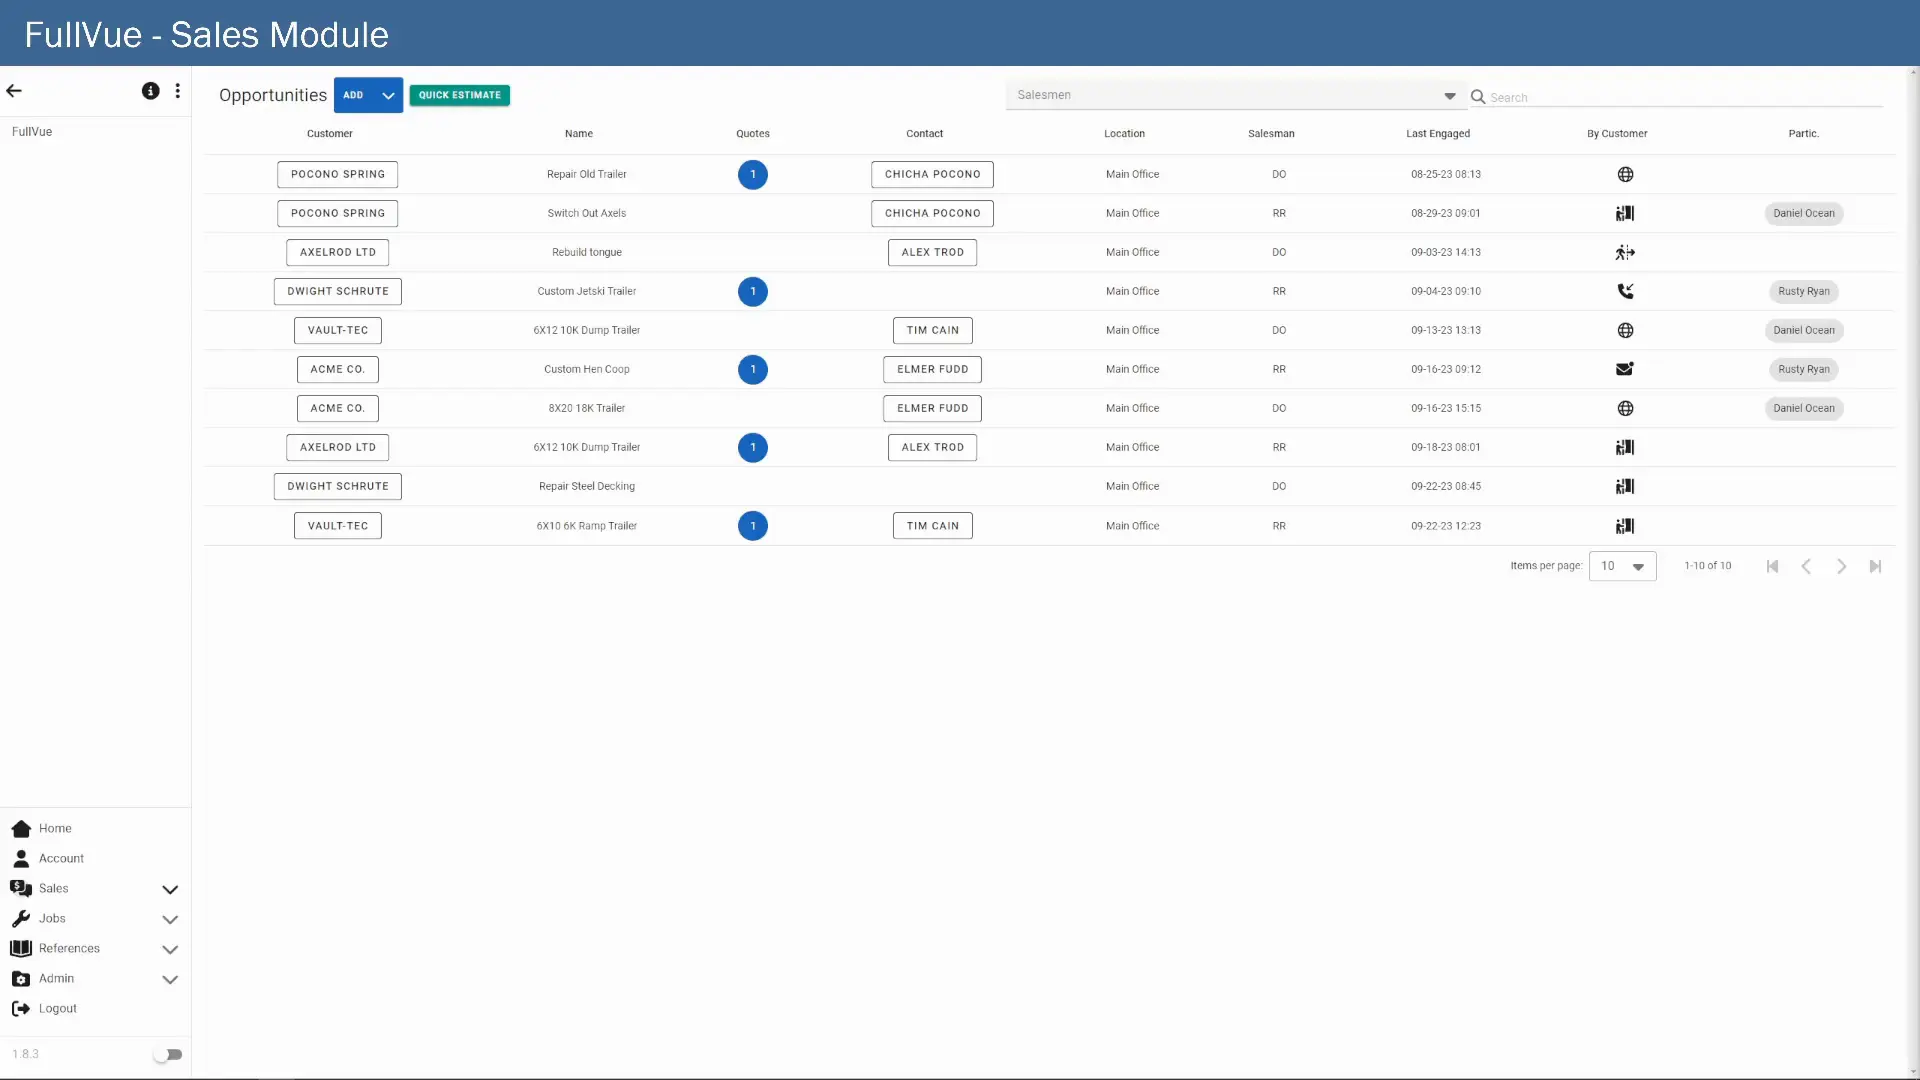 FullVue - Sales Module
FullVue
Opportunities ADD QUICK ESTIMATE Salesmen Search
Customer Name Quotes Contact Location Salesman Last Engaged By Customer Partic.
POCONO SPRING Repair Old Trailer 1 CHICHA POCONO Main Office DO 08-25-23 08:13
POCONO SPRING Switch Out Axels CHICHA POCONO Main Office RR 08-29-23 09:01 Daniel Ocean
AXELROD LTD Rebuild tongue ALEX TROD Main Office DO 09-03-23 14:13
DWIGHT SCHRUTE Custom Jetski Trailer 1 Main Office RR 09-04-23 09:10 Rusty Ryan
VAULT-TEC 6X12 10K Dump Trailer TIM CAIN Main Office DO 09-13-23 13:13 Daniel Ocean
ACME CO. Custom Hen Coop 1 ELMER FUDD Main Office RR 09-16-23 09:12 Rusty Ryan
ACME CO. 8X20 18K Trailer ELMER FUDD Main Office DO 09-16-23 15:15 Daniel Ocean
AXELROD LTD 6X12 10K Dump Trailer 1 ALEX TROD Main Office RR 09-18-23 08:01
DWIGHT SCHRUTE Repair Steel Decking Main Office DO 09-22-23 08:45
VAULT-TEC 6X10 6K Ramp Trailer 1 TIM CAIN Main Office RR 09-22-23 12:23
Items per page: 10 1-10 of 10
Home
Account
Sales
Jobs
References
Admin
Logout
1.8.3